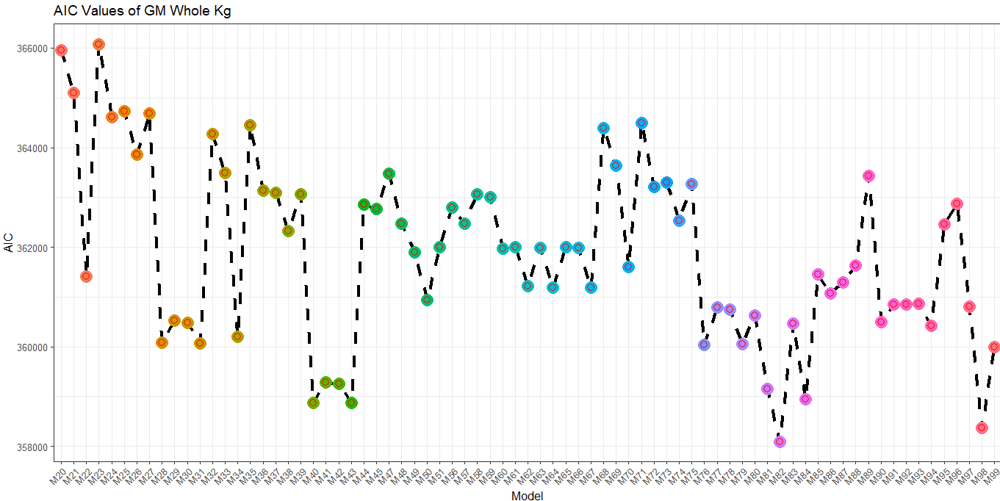 AIC Values of GM Whole Kg
366000
364000
362000
360000
358000
AIC
M20 M21 M22 M23 M24 M25 M26 M27 M28 M29 M30 M31 M32 M33 M34 M35 M36 M37 M38 M39 M40 M41 M42 M43 M44 M45 M47 M48 M49 M50 M51 M56 M57 M58 M59 M60 M61 M62 M63 M64 M65 M66 M67 M68 M69 M70 M71 M72 M73 M74 M75 M76 M77 M78 M79 M80 M81 M82 M83 M84 M85 M86 M87 M88 M89 M90 M91 M92 M93 M94 M95 M96 M97 M98 M99
Model